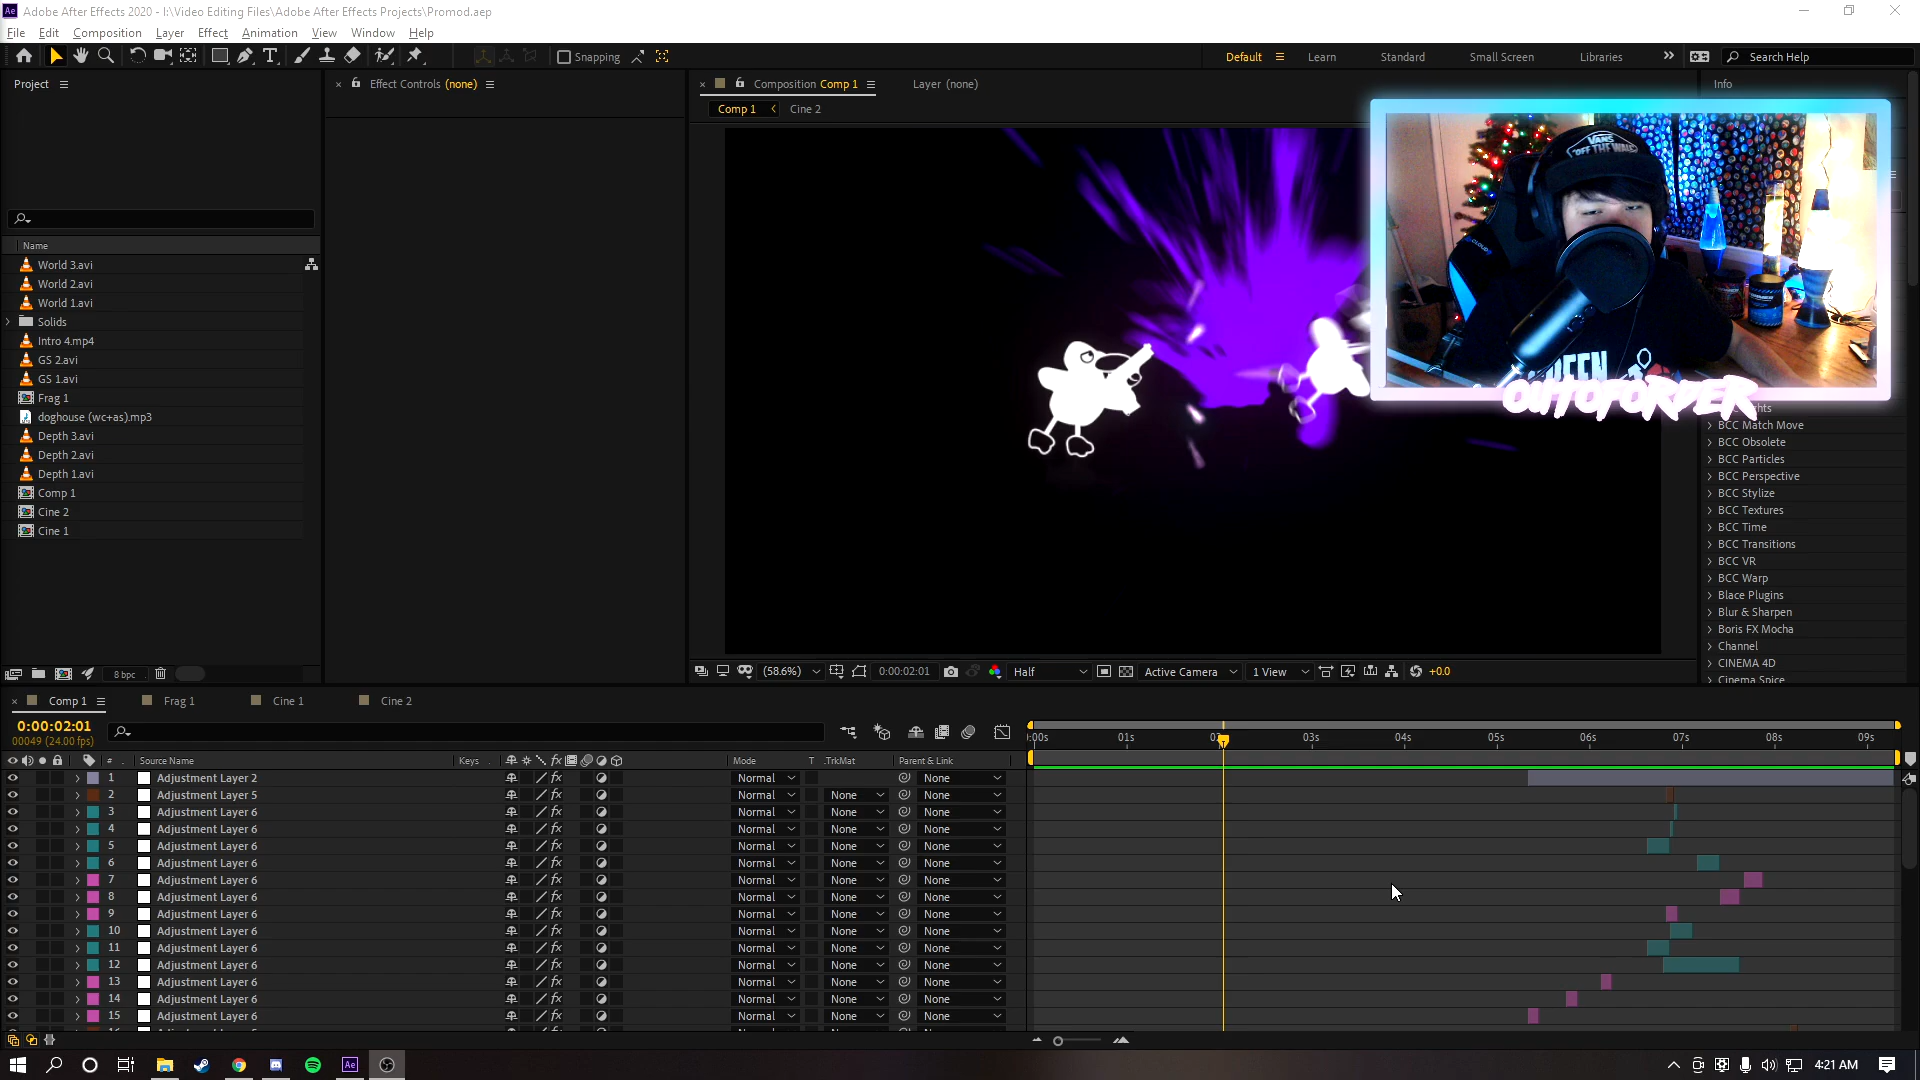 Adobe After Effects 2020 - I:\Video Editing Files\Adobe After Effects Projects\Promod.aep
File Edit Composition Layer Effect Animation View Window Help
Snapping Default Learn Standard Small Screen Libraries Search Help
Project Effect Controls (none) Composition Comp 1 Layer (none) Info
Comp 1 Cine 2
VANS
"OFF THE WALL"
Name
World 3.avi
World 2.avi
World 1.avi
Solids
Intro 4.mp4
GS 2.avi
GS 1.avi
Frag 1
doghouse (wc+as).mp3
Depth 3.avi
Depth 2.avi
Depth 1.avi
Comp 1
Cine 2
Cine 1
OUTOFORDER
BCC Match Move
BCC Obsolete
BCC Particles
BCC Perspective
BCC Stylize
BCC Textures
BCC Time
BCC Transitions
BCC VR
BCC Warp
Blace Plugins
Blur & Sharpen
Boris FX Mocha
Channel
CINEMA 4D
Cinema Spice
8 bpc (58.6%) 0:00:02:01 Half Active Camera 1 View +0.0
Comp 1 Frag 1 Cine 1 Cine 2
0:00:02:01
00049 (24.00 fps)
:00s 01s 03s 04s 05s 06s 07s 08s 09s
# Source Name Keys Mode T .TrkMat Parent & Link
1 Adjustment Layer 2 Normal None
2 Adjustment Layer 5 Normal None None
3 Adjustment Layer 6 Normal None None
4 Adjustment Layer 6 Normal None None
5 Adjustment Layer 6 Normal None None
6 Adjustment Layer 6 Normal None None
7 Adjustment Layer 6 Normal None None
8 Adjustment Layer 6 Normal None None
9 Adjustment Layer 6 Normal None None
10 Adjustment Layer 6 Normal None None
11 Adjustment Layer 6 Normal None None
12 Adjustment Layer 6 Normal None None
13 Adjustment Layer 6 Normal None None
14 Adjustment Layer 6 Normal None None
15 Adjustment Layer 6 Normal None None
4:21 AM